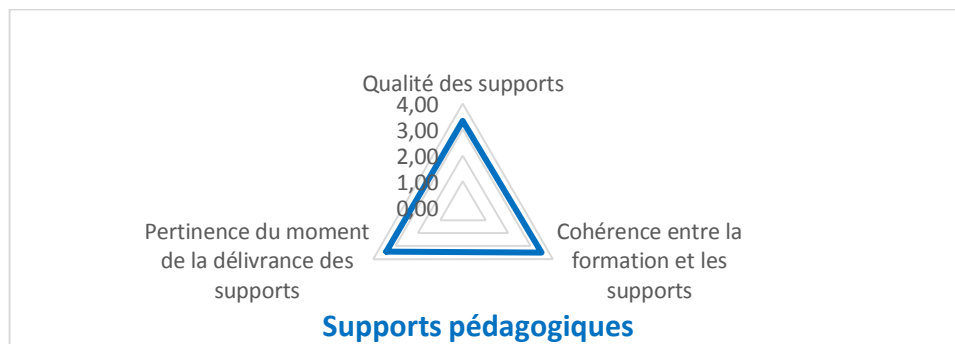 Qualité des supports
4,00
3,00
2,00
1,00
0,00
Pertinence du moment
de la délivrance des
supports
Cohérence entre la
formation et les
supports
Supports pédagogiques